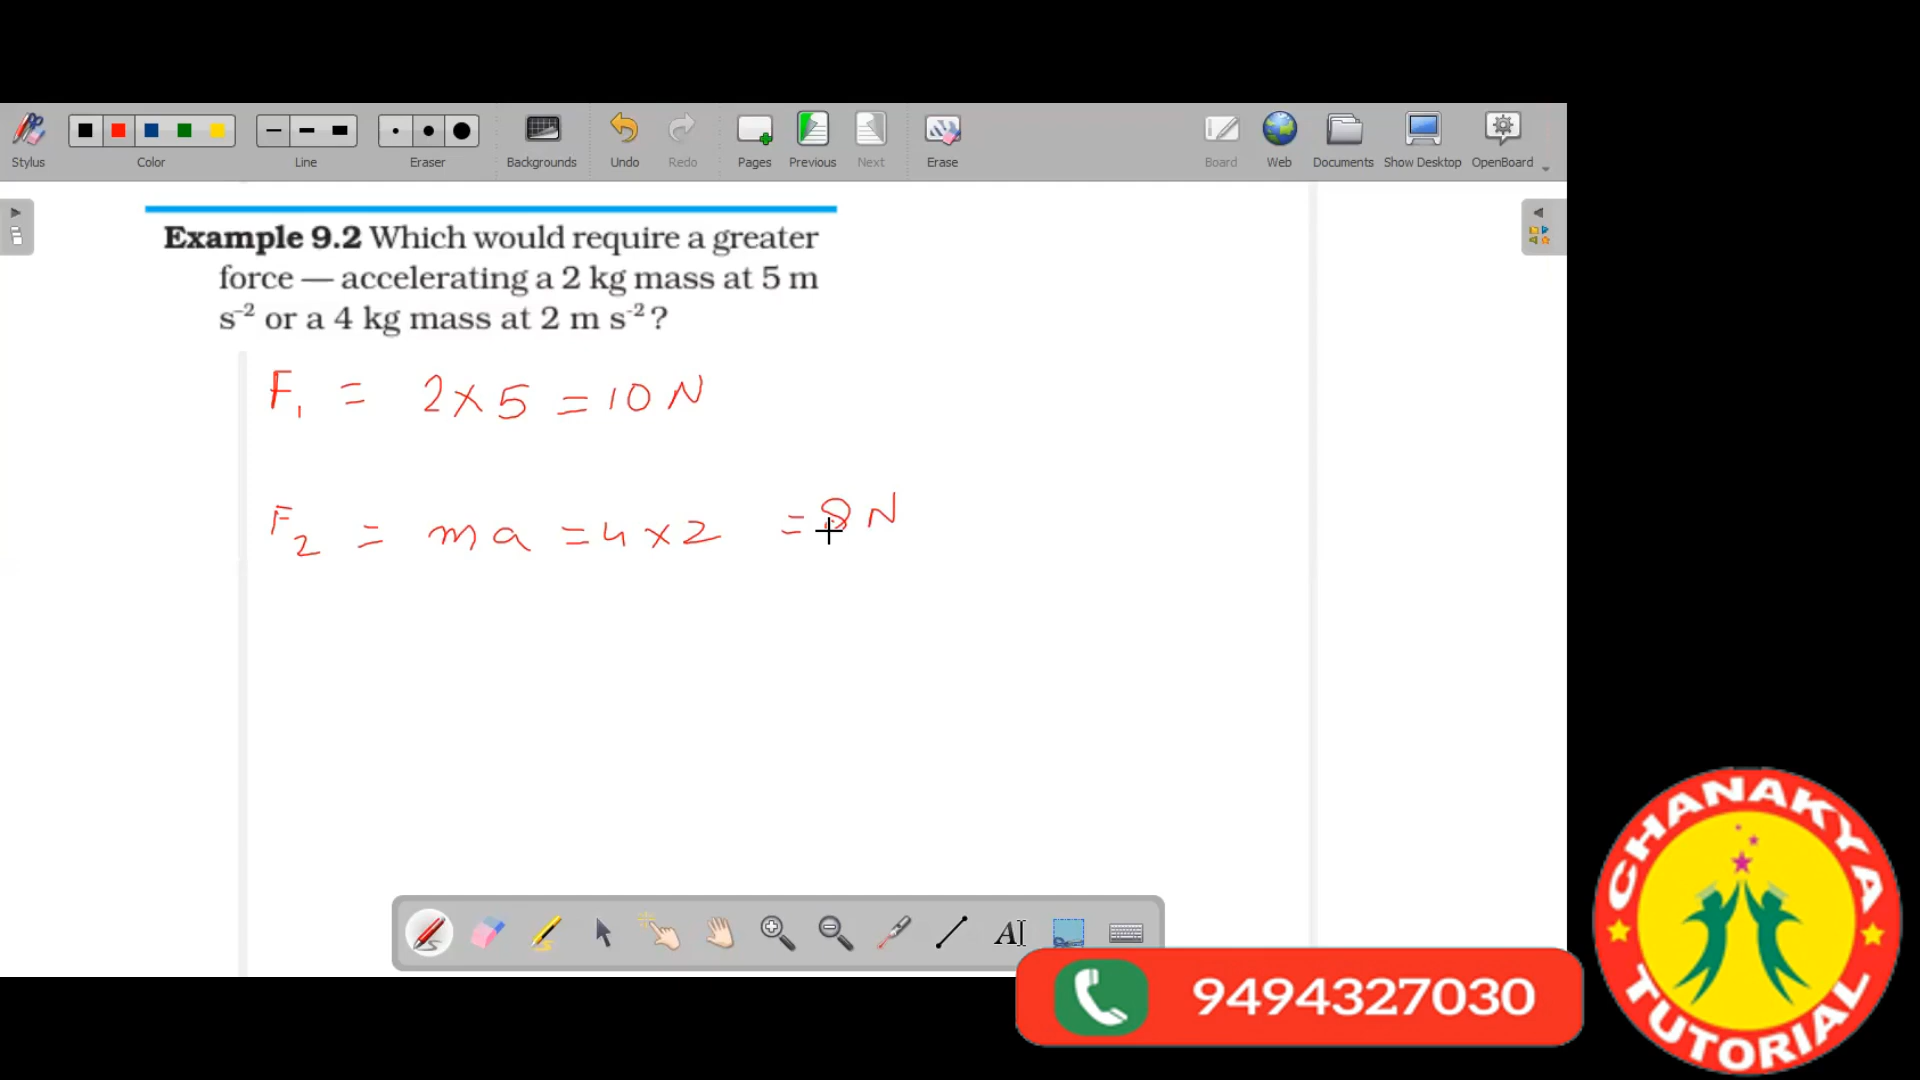 Stylus
Color
Line
Eraser
Backgrounds
Undo
Redo
Pages
Previous
Next
Erase
Board
Web
Documents
Show Desktop
OpenBoard
Example 9.2 Which would require a greater
force — accelerating a 2 kg mass at 5 m
s⁻² or a 4 kg mass at 2 m s⁻² ?
F₁ = 2 × 5 = 10 N
F₂ = ma = 4 × 2 = 8 N
AI
9494327030
CHANAKYA
TUTORIAL